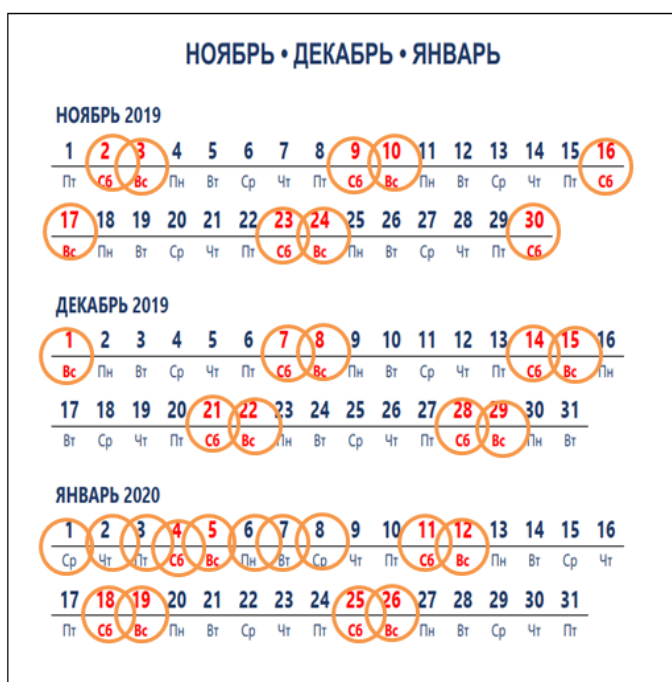 НОЯБРЬ • ДЕКАБРЬ • ЯНВАРЬ
НОЯБРЬ 2019
1 2 3 4 5 6 7 8 9 10 11 12 13 14 15 16
Пт Сб Вс Пн Вт Ср Чт Пт Сб Вс Пн Вт Ср Чт Пт Сб
17 18 19 20 21 22 23 24 25 26 27 28 29 30
Вс Пн Вт Ср Чт Пт Сб Вс Пн Вт Ср Чт Пт Сб
ДЕКАБРЬ 2019
1 2 3 4 5 6 7 8 9 10 11 12 13 14 15 16
Вс Пн Вт Ср Чт Пт Сб Вс Пн Вт Ср Чт Пт Сб Вс Пн
17 18 19 20 21 22 23 24 25 26 27 28 29 30 31
Вт Ср Чт Пт Сб Вс Пн Вт Ср Чт Пт Сб Вс Пн Вт
ЯНВАРЬ 2020
1 2 3 4 5 6 7 8 9 10 11 12 13 14 15 16
Ср Чт Пт Сб Вс Пн Вт Ср Чт Пт Сб Вс Пн Вт Ср Чт
17 18 19 20 21 22 23 24 25 26 27 28 29 30 31
Пт Сб Вс Пн Вт Ср Чт Пт Сб Вс Пн Вт Ср Чт Пт